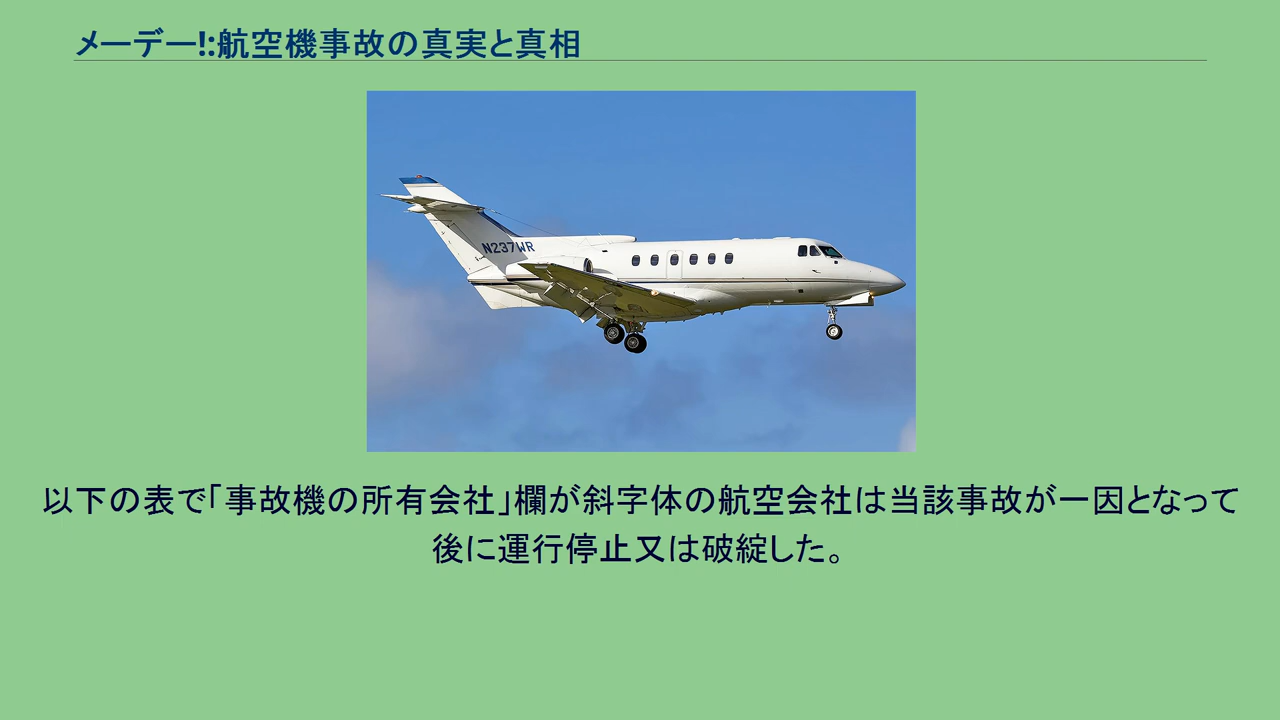 メーデー!:航空機事故の真実と真相
N237WR
以下の表で「事故機の所有会社」欄が斜字体の航空会社は当該事故が一因となって
後に運行停止又は破綻した。